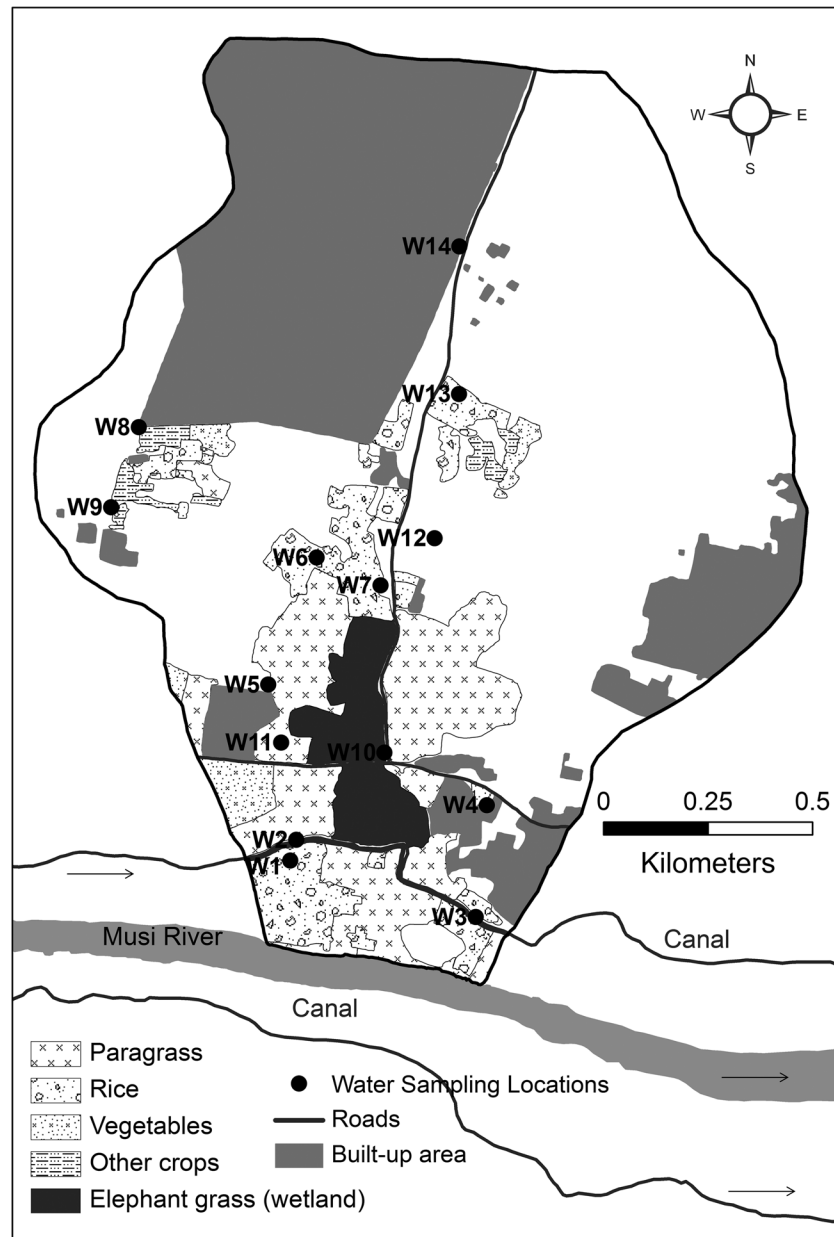 N
W E
S
W14
W13
W8
W9
W12
W6
W7
W5
W11
W10
W4
0 0.25 0.5
Kilometers
W2
W1
W3
Musi River
Canal
Canal
Paragrass
Rice
Vegetables
Other crops
Elephant grass (wetland)
Water Sampling Locations
Roads
Built-up area